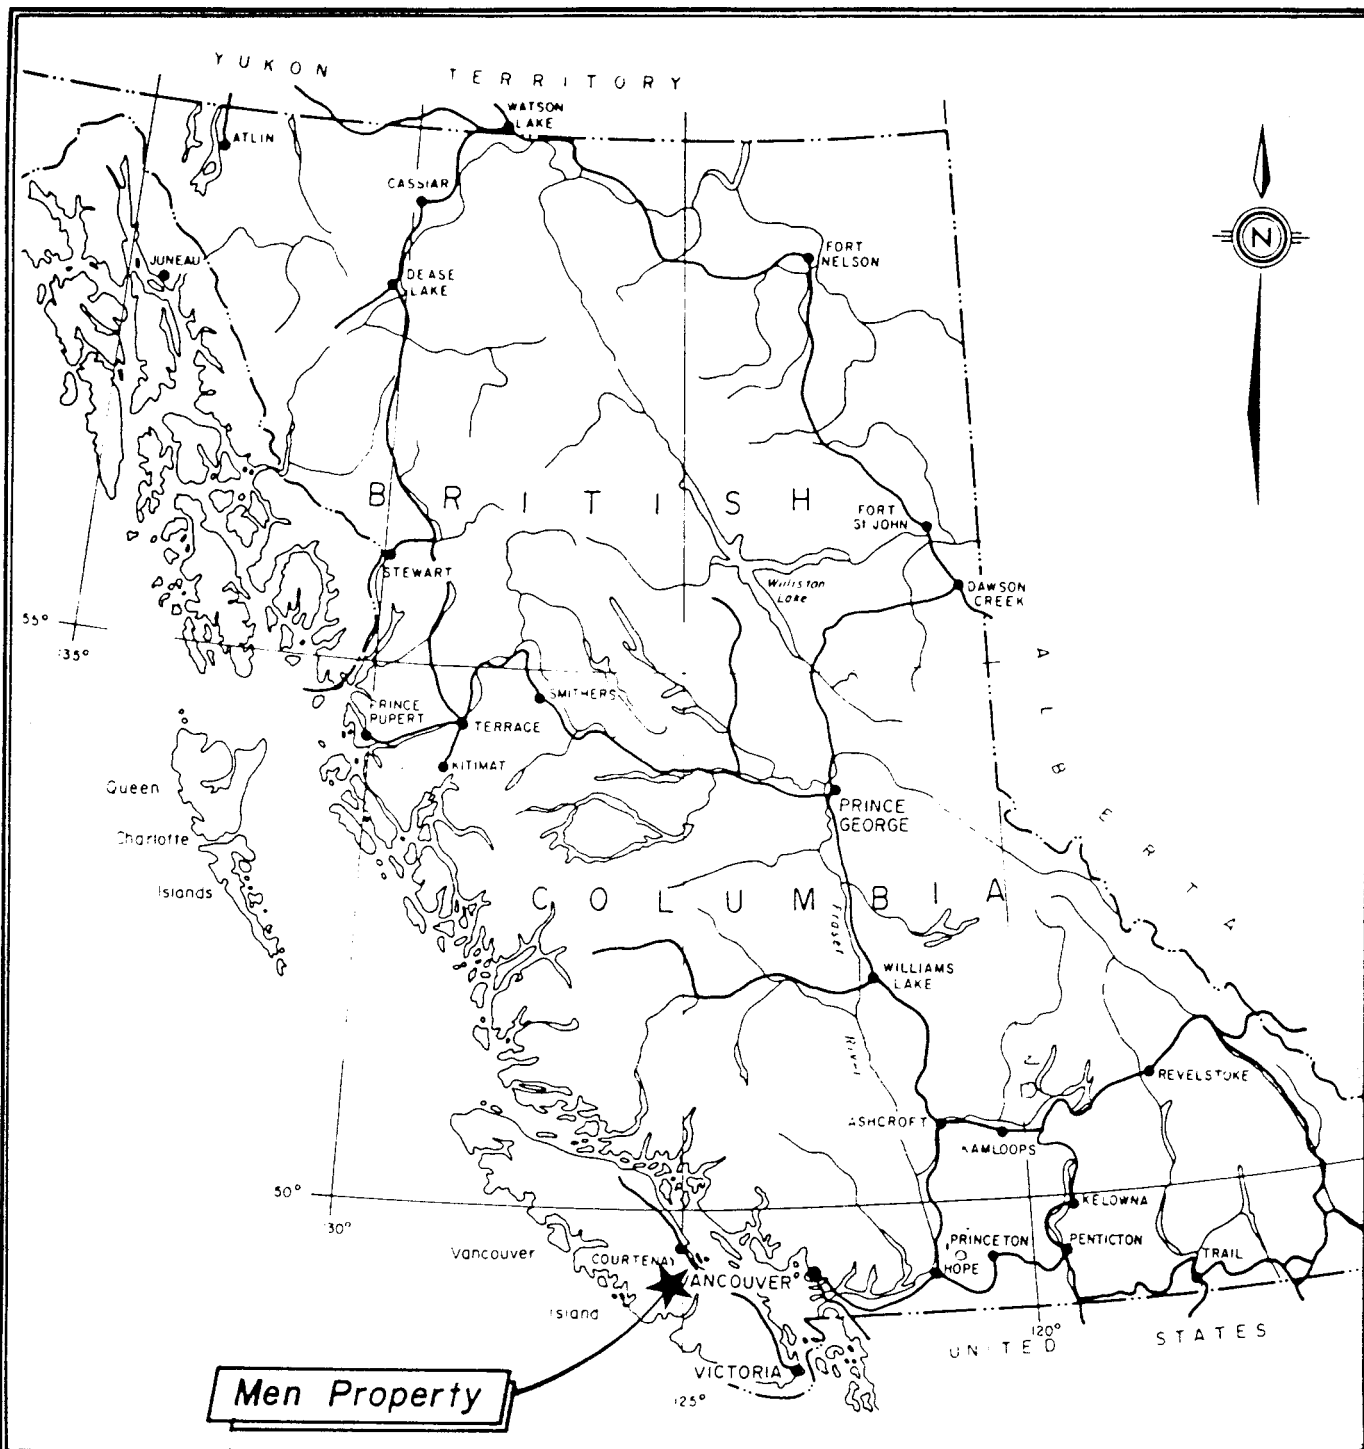 YUKON TERRITORY
WATSON
LAKE
ATLIN
CASSIAR
N
FORT
NELSON
JUNEAU
DEASE
LAKE
BRITISH
FORT
St JOHN
STEWART
Williston
Lake
DAWSON
CREEK
55°
135°
ALBERTA
SMITHERS
PRINCE
RUPERT
TERRACE
KITIMAT
Queen
Charlotte
Islands
PRINCE
GEORGE
COLUMBIA
Fraser
River
WILLIAMS
LAKE
REVELSTOKE
ASHCROFT
KAMLOOPS
50°
130°
KELOWNA
Vancouver
Island
COURTENAY
PRINCETON
PENTICTON
TRAIL
HOPE
VANCOUVER
120°
UNITED STATES
VICTORIA
125°
Men Property